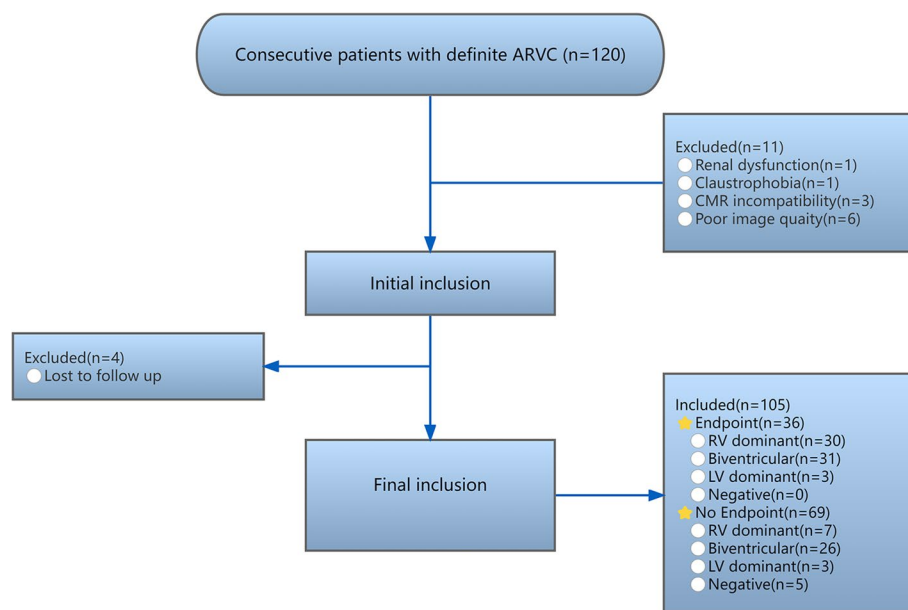 Consecutive patients with definite ARVC (n=120)
Excluded(n=11)
Renal dysfunction(n=1)
Claustrophobia(n=1)
CMR incompatibility(n=3)
Poor image quaity(n=6)
Initial inclusion
Excluded(n=4)
Lost to follow up
Final inclusion
Included(n=105)
Endpoint(n=36)
RV dominant(n=30)
Biventricular(n=31)
LV dominant(n=3)
Negative(n=0)
No Endpoint(n=69)
RV dominant(n=7)
Biventricular(n=26)
LV dominant(n=3)
Negative(n=5)